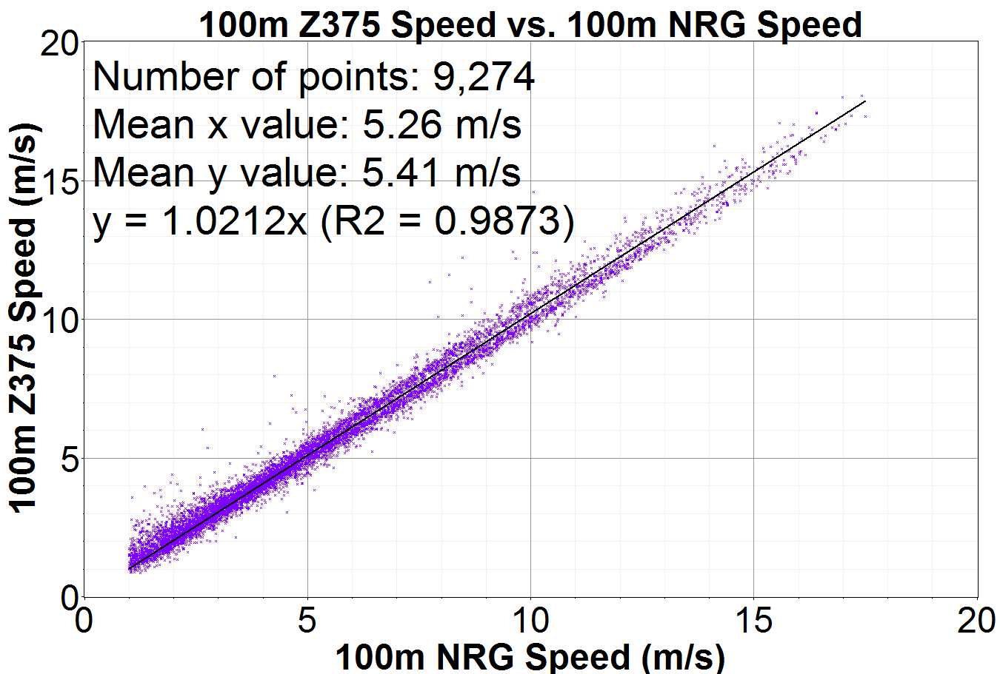 100m Z375 Speed vs. 100m NRG Speed
20
Number of points: 9,274
Mean x value: 5.26 m/s
Mean y value: 5.41 m/s
15
y = 1.0212x (R2 = 0.9873)
100m Z375 Speed (m/s)
10
5
0
0 5 10 15 20
100m NRG Speed (m/s)